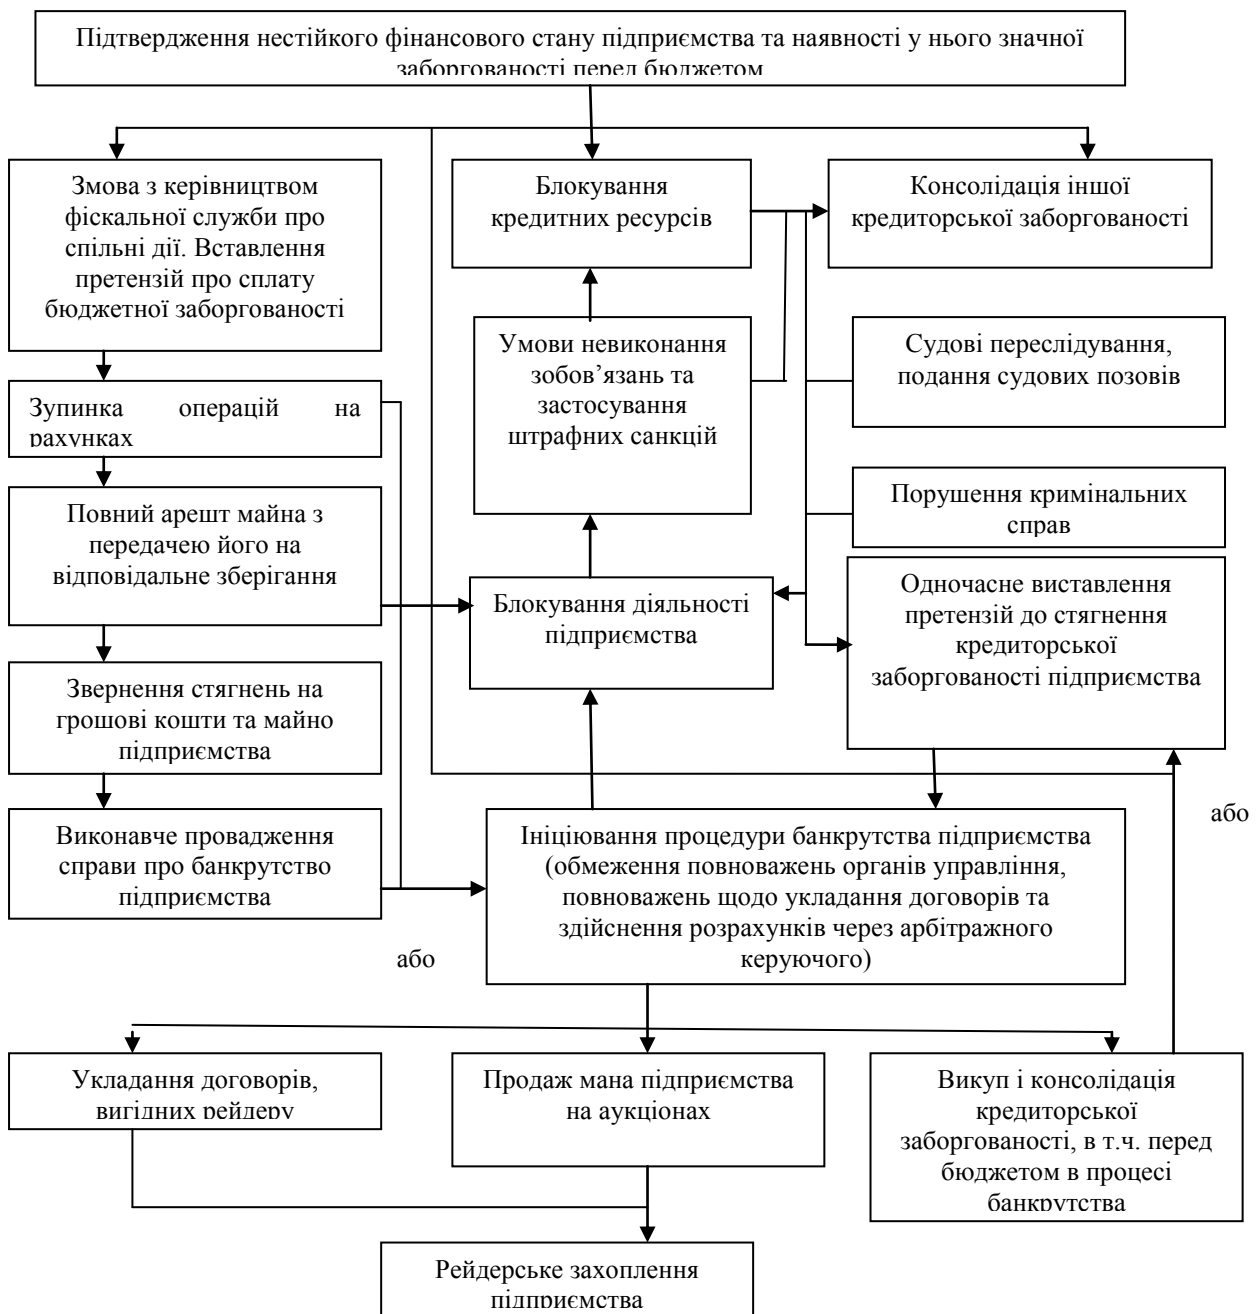 Підтвердження нестійкого фінансового стану підприємства та наявності у нього значної
заборгованості перед бюджетом
Змова з керівництвом
фіскальної служби про
спільні дії. Вставлення
претензій про сплату
бюджетної заборгованості
Блокування
кредитних ресурсів
Консолідація іншої
кредиторської заборгованості
Умови невиконання
зобов’язань та
застосування
штрафних санкцій
Судові переслідування,
подання судових позовів
Зупинка операцій на
рахунках
Порушення кримінальних
справ
Повний арешт майна з
передачею його на
відповідальне зберігання
Блокування діяльності
підприємства
Одночасне виставлення
претензій до стягнення
кредиторської
заборгованості підприємства
Звернення стягнень на
грошові кошти та майно
підприємства
або
Виконавче провадження
справи про банкрутство
підприємства
Ініціювання процедури банкрутства підприємства
(обмеження повноважень органів управління,
повноважень щодо укладання договорів та
здійснення розрахунків через арбітражного
керуючого)
або
Укладання договорів,
вигідних рейдеру
Продаж мана підприємства
на аукціонах
Викуп і консолідація
кредиторської
заборгованості, в т.ч. перед
бюджетом в процесі
банкрутства
Рейдерське захоплення
підприємства